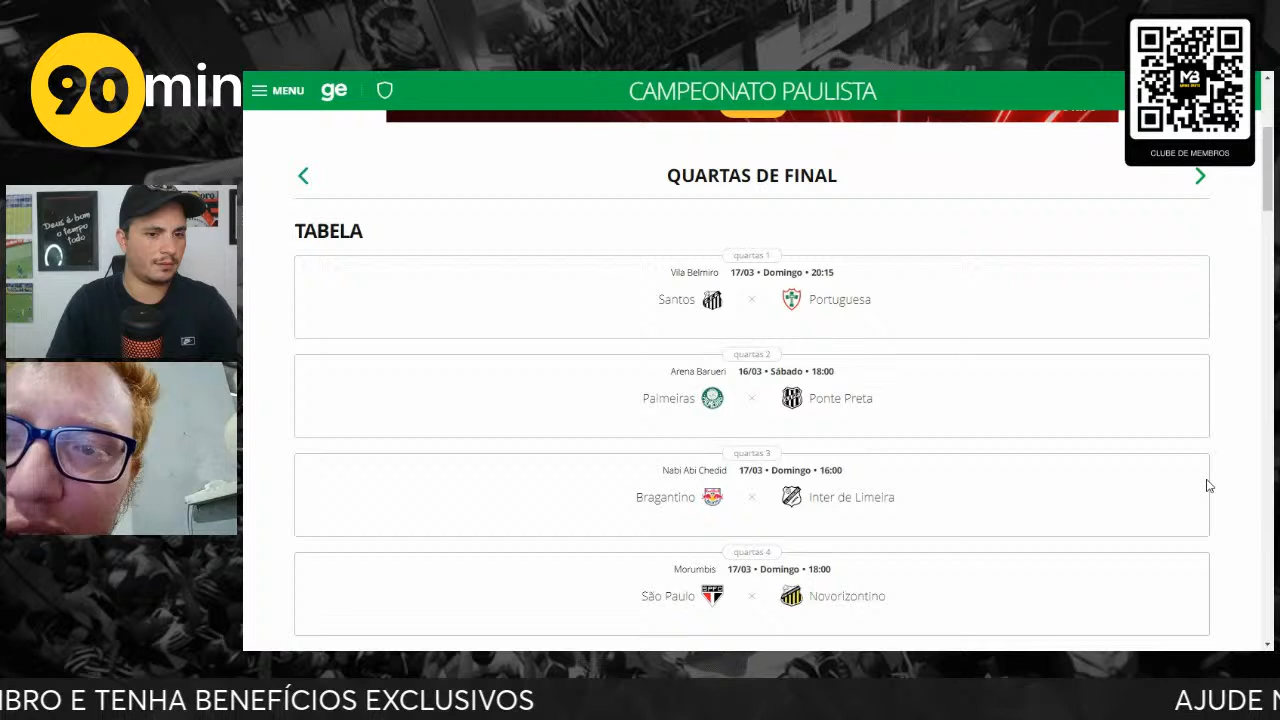 90min
MENU
ge
CAMPEONATO PAULISTA
CLUBE DE MEMBROS
QUARTAS DE FINAL
TABELA
quartas 1
Vila Belmiro 17/03 • Domingo • 20:15
Santos × Portuguesa
quartas 2
Arena Barueri 16/03 • Sábado • 18:00
Palmeiras × Ponte Preta
quartas 3
Nabi Abi Chedid 17/03 • Domingo • 16:00
Bragantino × Inter de Limeira
quartas 4
Morumbis 17/03 • Domingo • 18:00
São Paulo × Novorizontino
Deus é bom
o tempo
todo
MBRO E TENHA BENEFÍCIOS EXCLUSIVOS
AJUDE